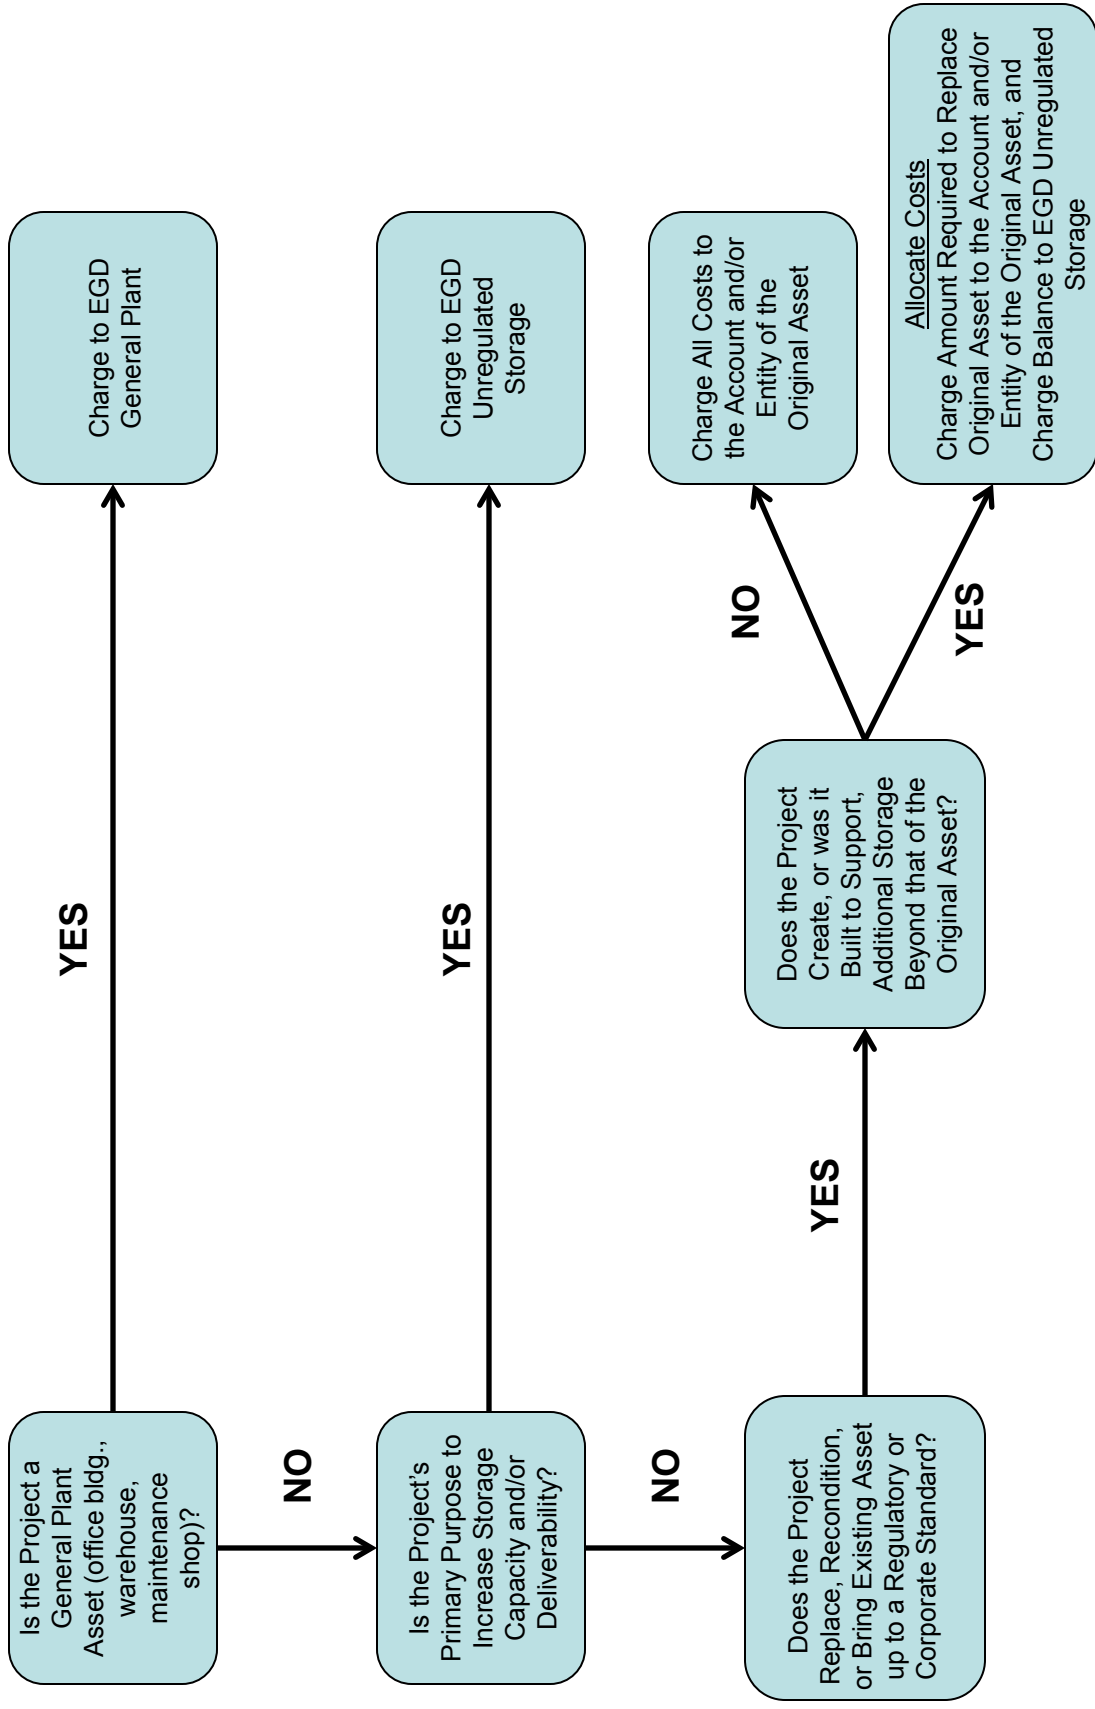 Is the Project a
General Plant
Asset (office bldg.,
warehouse,
maintenance
shop)?
YES
Charge to EGD
General Plant
NO
Is the Project's
Primary Purpose to
Increase Storage
Capacity and/or
Deliverability?
YES
Charge to EGD
Unregulated
Storage
NO
Does the Project
Replace, Recondition,
or Bring Existing Asset
up to a Regulatory or
Corporate Standard?
YES
Does the Project
Create, or was it
Built to Support,
Additional Storage
Beyond that of the
Original Asset?
NO
Charge All Costs to
the Account and/or
Entity of the
Original Asset
YES
Allocate Costs
Charge Amount Required to Replace
Original Asset to the Account and/or
Entity of the Original Asset, and
Charge Balance to EGD Unregulated
Storage